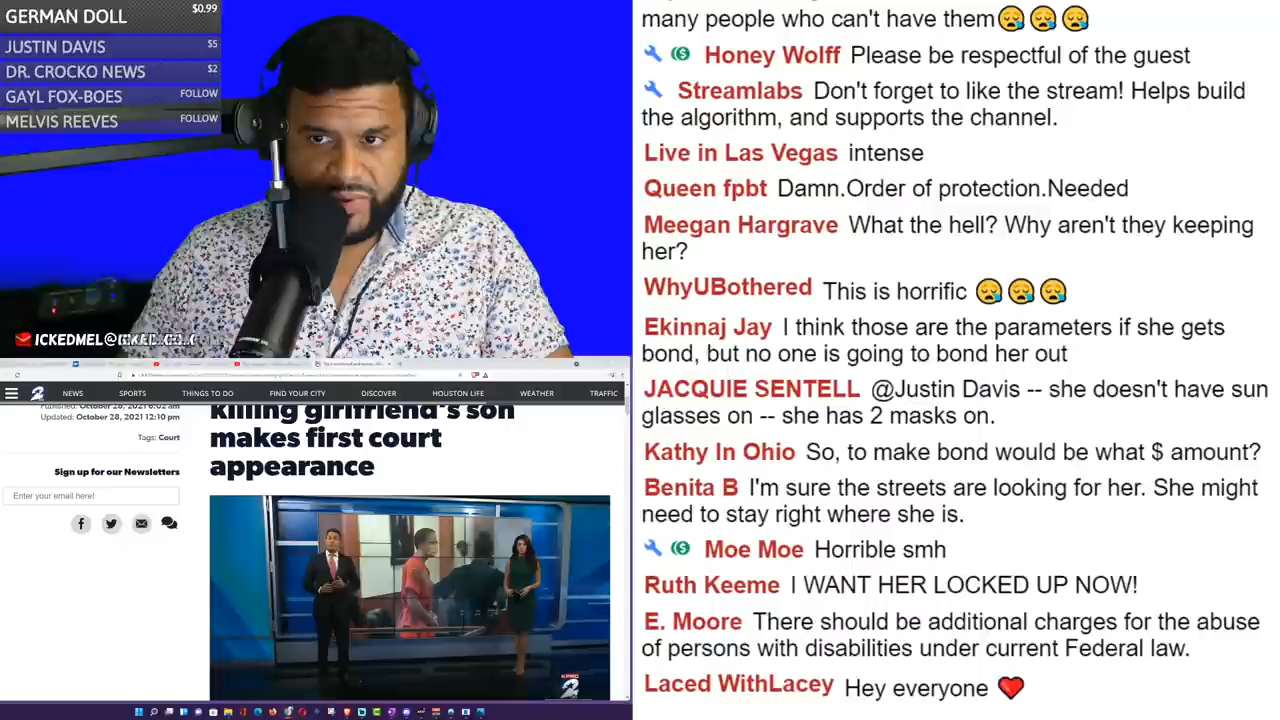 GERMAN DOLL $0.99
JUSTIN DAVIS $5
DR. CROCKO NEWS $2
GAYL FOX-BOES FOLLOW
MELVIS REEVES FOLLOW
2
NEWS SPORTS THINGS TO DO FIND YOUR CITY DISCOVER HOUSTON LIFE WEATHER TRAFFIC
Published: October 28, 2021 6:02 am
Updated: October 28, 2021 12:10 pm
Tags: Court
Sign up for our Newsletters
Enter your email here!
killing girlfriend's son
makes first court
appearance
KPRC
2
many people who can't have them😪😪😪
Honey Wolff Please be respectful of the guest
Streamlabs Don't forget to like the stream! Helps build
the algorithm, and supports the channel.
Live in Las Vegas intense
Queen fpbt Damn.Order of protection.Needed
Meegan Hargrave What the hell? Why aren't they keeping
her?
WhyUBothered This is horrific 😪😪😪
Ekinnaj Jay I think those are the parameters if she gets
bond, but no one is going to bond her out
JACQUIE SENTELL @Justin Davis -- she doesn't have sun
glasses on -- she has 2 masks on.
Kathy In Ohio So, to make bond would be what $ amount?
Benita B I'm sure the streets are looking for her. She might
need to stay right where she is.
Moe Moe Horrible smh
Ruth Keeme I WANT HER LOCKED UP NOW!
E. Moore There should be additional charges for the abuse
of persons with disabilities under current Federal law.
Laced WithLacey Hey everyone ❤️